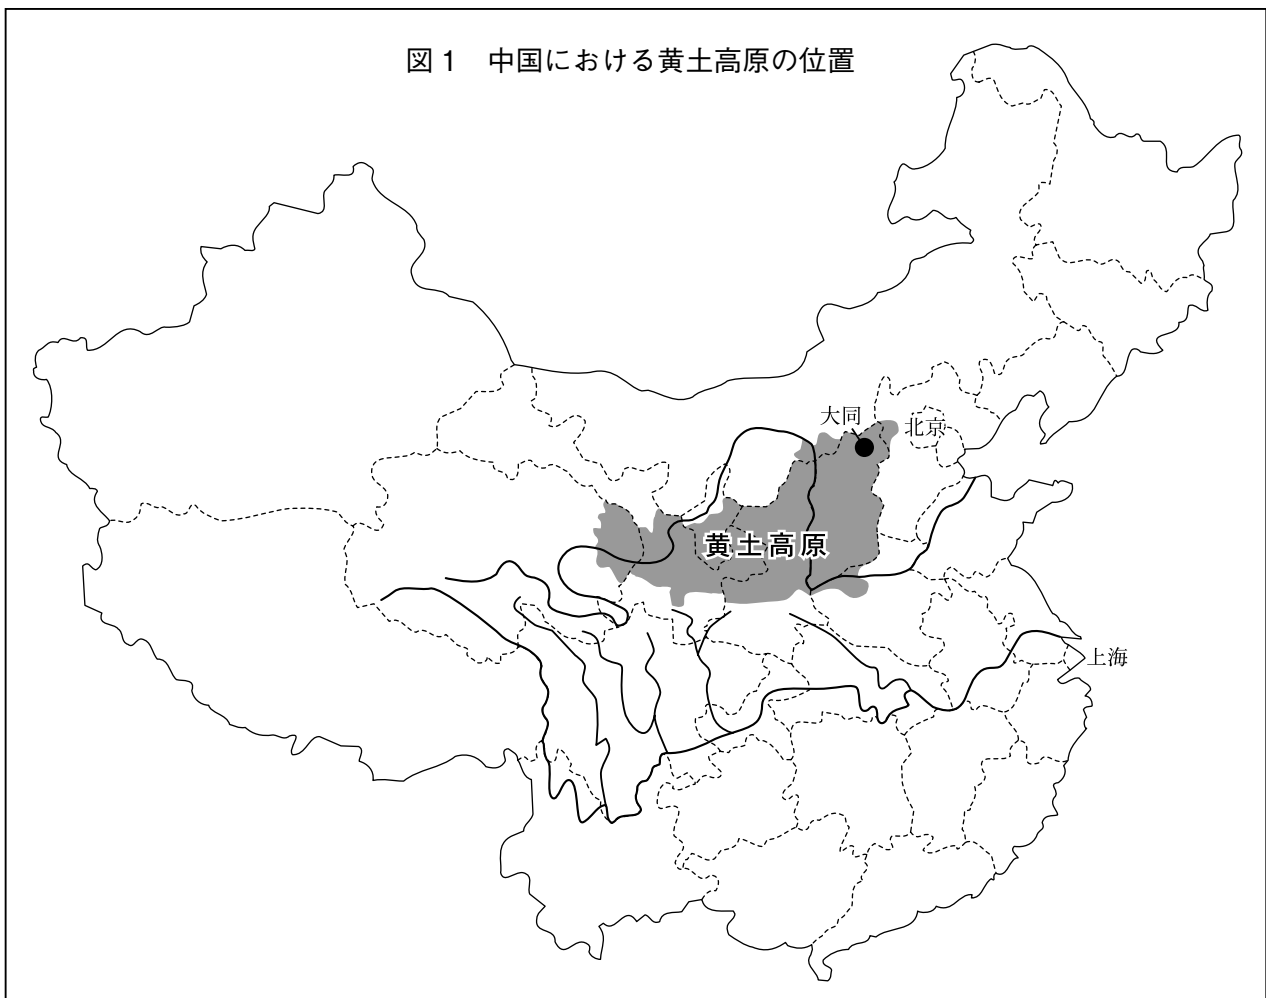 図1 中国における黄土高原の位置
大同
北京
黄土高原
上海